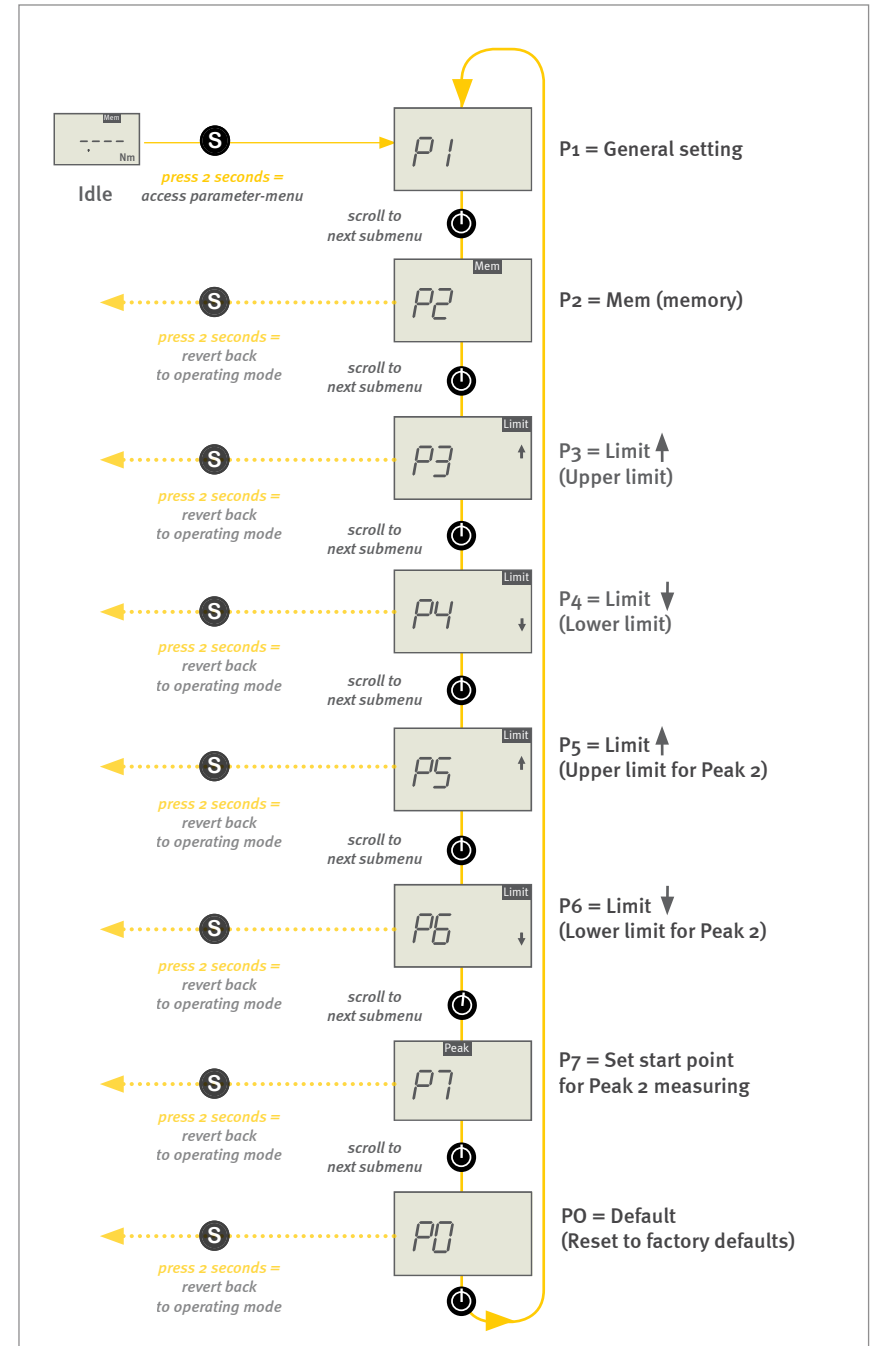 Mem
----
.
Nm
Idle
S
press 2 seconds =
access parameter-menu
P1
P1 = General setting
scroll to
next submenu
Mem
P2
P2 = Mem (memory)
S
press 2 seconds =
revert back
to operating mode
scroll to
next submenu
Limit
P3
P3 = Limit
(Upper limit)
S
press 2 seconds =
revert back
to operating mode
scroll to
next submenu
Limit
P4
P4 = Limit
(Lower limit)
S
press 2 seconds =
revert back
to operating mode
scroll to
next submenu
Limit
P5
P5 = Limit
(Upper limit for Peak 2)
S
press 2 seconds =
revert back
to operating mode
scroll to
next submenu
Limit
P6
P6 = Limit
(Lower limit for Peak 2)
S
press 2 seconds =
revert back
to operating mode
scroll to
next submenu
Peak
P7
P7 = Set start point
for Peak 2 measuring
S
press 2 seconds =
revert back
to operating mode
scroll to
next submenu
P0
PO = Default
(Reset to factory defaults)
S
press 2 seconds =
revert back
to operating mode